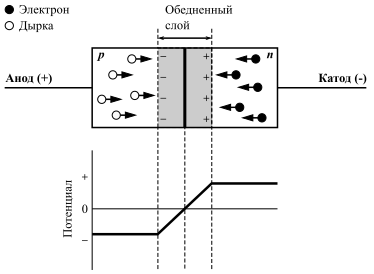 Электрон
Дырка
Обедненный
слой
p
n
Анод (+)
Катод (-)
− +
− +
− +
− +
Потенциал
+
0
−